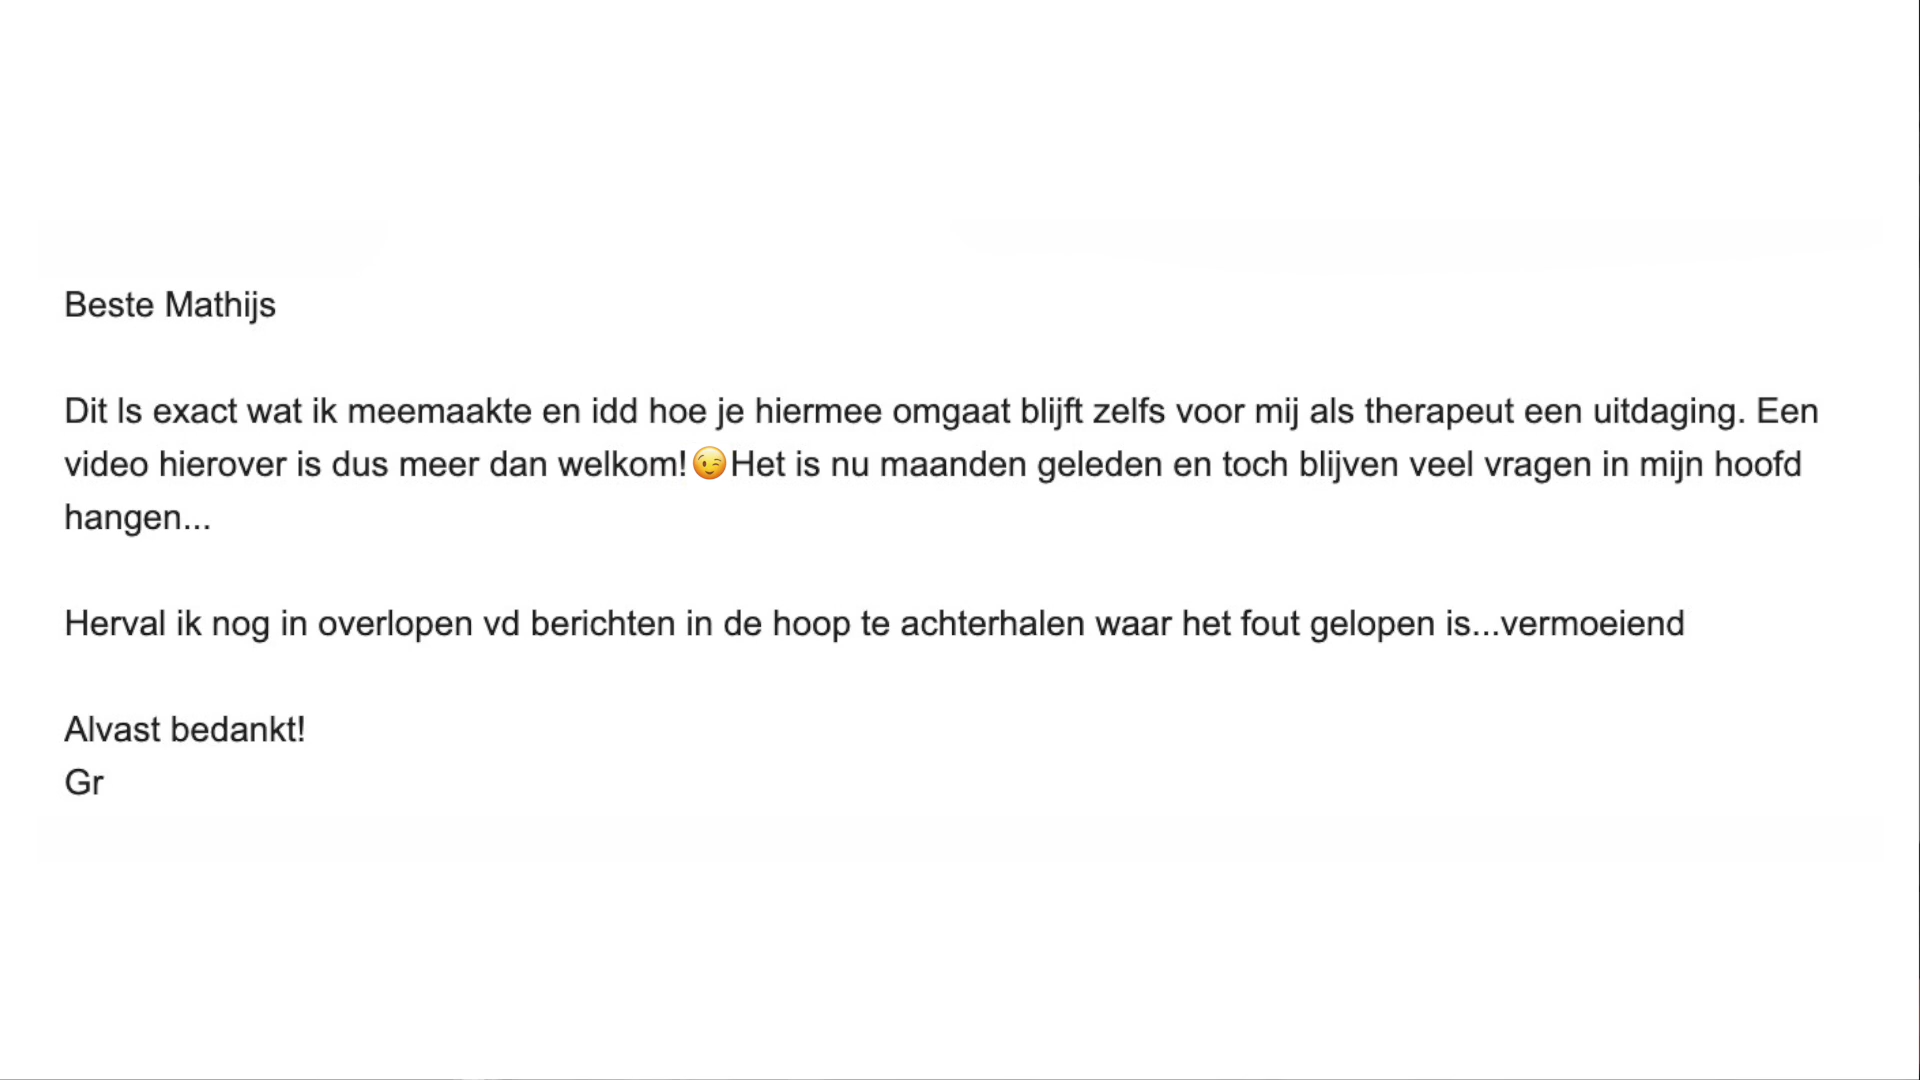 Beste Mathijs
Dit Is exact wat ik meemaakte en idd hoe je hiermee omgaat blijft zelfs voor mij als therapeut een uitdaging. Een
video hierover is dus meer dan welkom!😉Het is nu maanden geleden en toch blijven veel vragen in mijn hoofd
hangen...
Herval ik nog in overlopen vd berichten in de hoop te achterhalen waar het fout gelopen is...vermoeiend
Alvast bedankt!
Gr